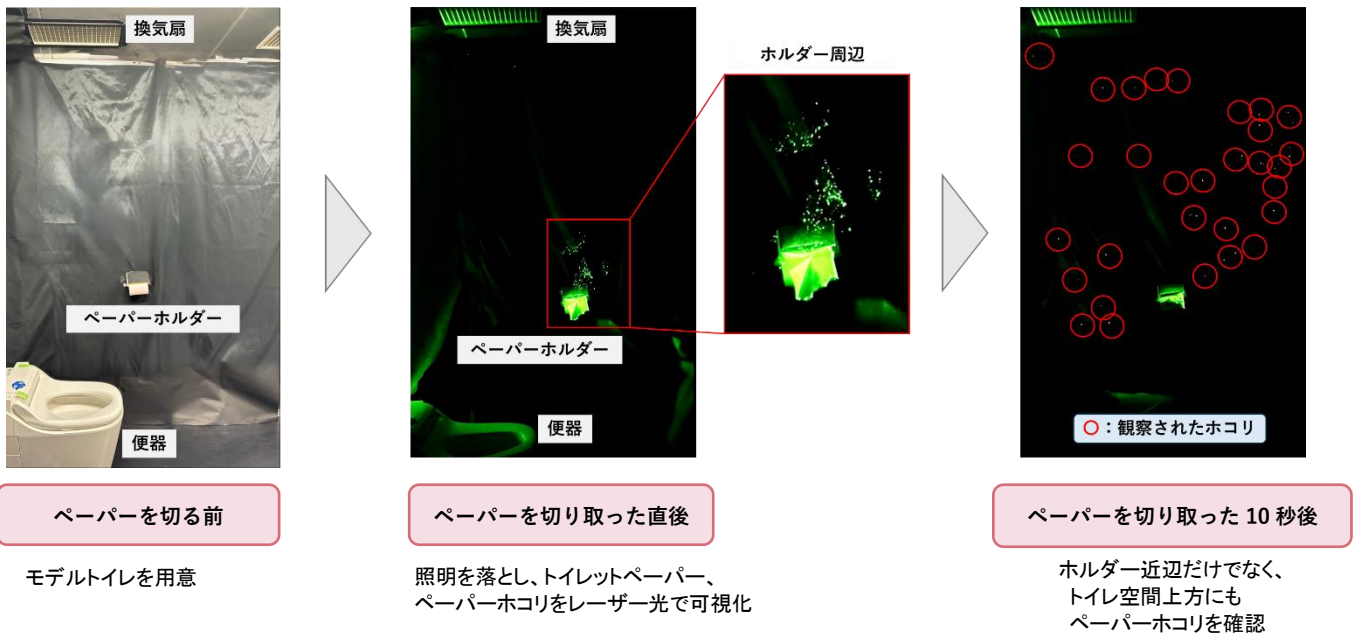 換気扇
ペーパーホルダー
便器
ペーパーを切る前
モデルトイレを用意
換気扇
ホルダー周辺
ペーパーホルダー
便器
ペーパーを切り取った直後
照明を落とし、トイレットペーパー、
ペーパーホコリをレーザー光で可視化
○：観察されたホコリ
ペーパーを切り取った 10 秒後
ホルダー近辺だけでなく、
トイレ空間上方にも
ペーパーホコリを確認